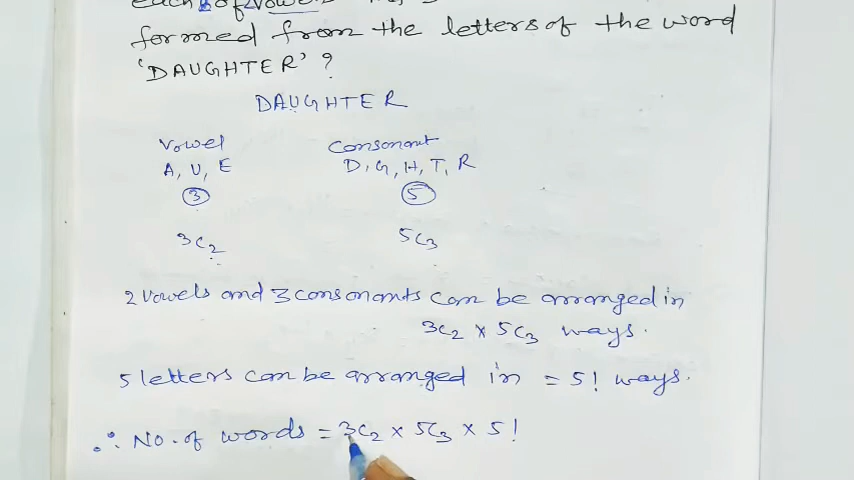 of vowels
formed from the letters of the word
'DAUGHTER' ?
DAUGHTER
Vowel Consonant
A, U, E D, G, H, T, R
3 5
3C2 5C3
2 vowels and 3 consonants can be arranged in
3C2 × 5C3 ways.
5 letters can be arranged in = 5! ways.
∴ No. of words = 3C2 × 5C3 × 5!